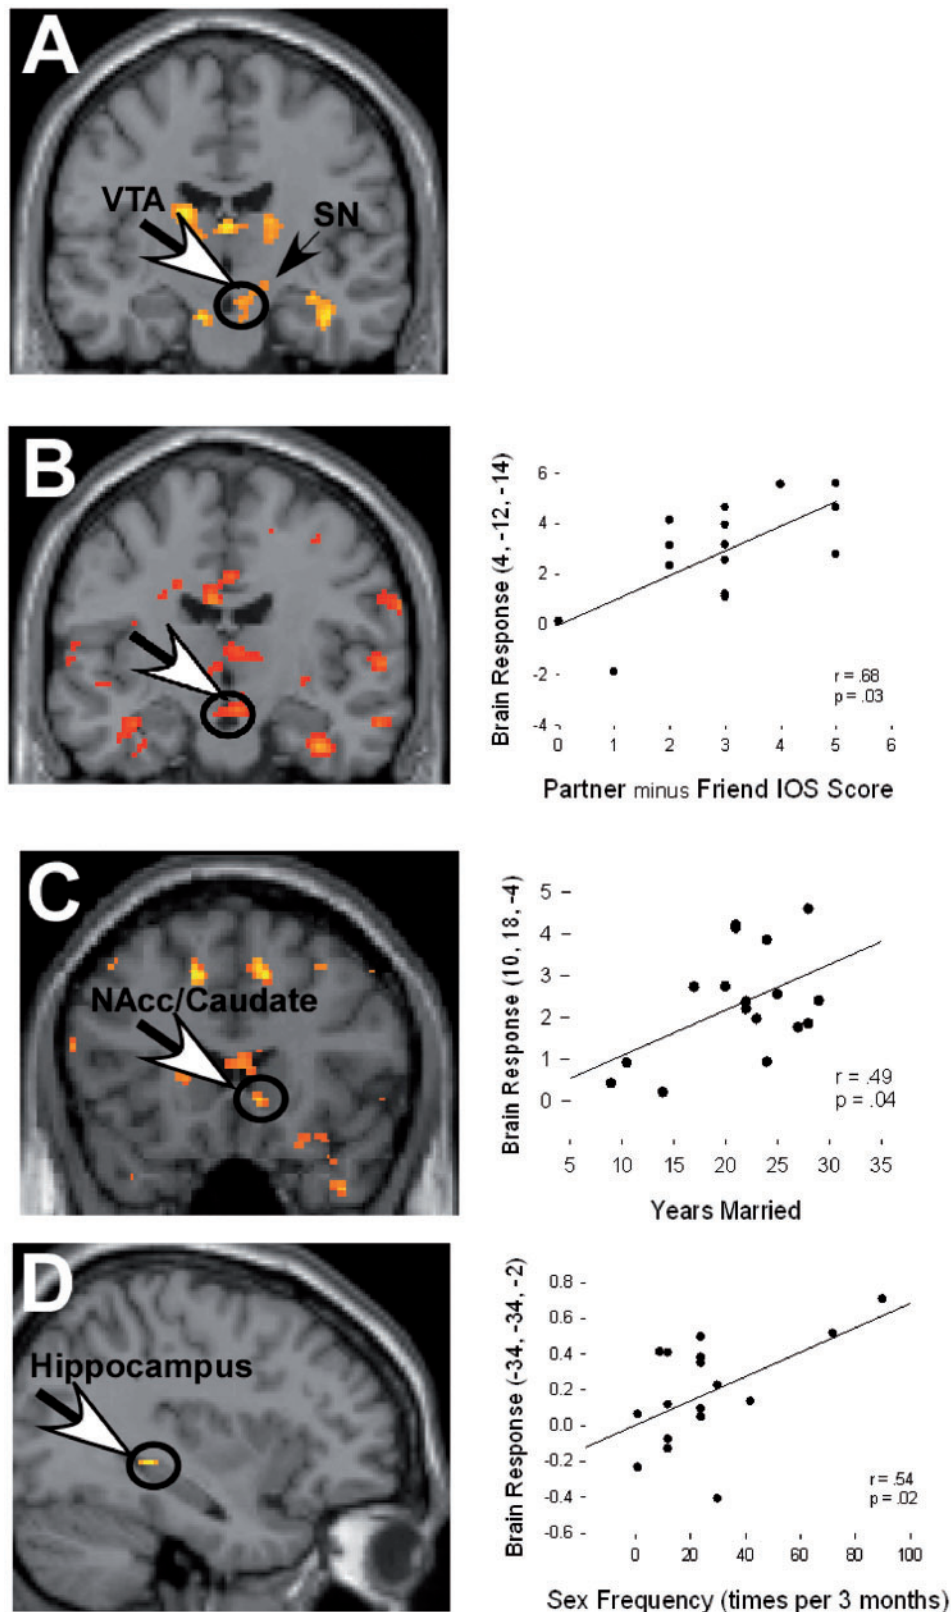 A
VTA
SN
B
Brain Response (4, -12, -14)
6
4
2
0
-2
-4
0 1 2 3 4 5 6
r = .68
p = .03
Partner minus Friend IOS Score
C
NAcc/Caudate
Brain Response (10, 18, -4)
5
4
3
2
1
0
5 10 15 20 25 30 35
r = .49
p = .04
Years Married
D
Hippocampus
Brain Response (-34, -34, -2)
0.8
0.6
0.4
0.2
0.0
-0.2
-0.4
-0.6
0 20 40 60 80 100
r = .54
p = .02
Sex Frequency (times per 3 months)